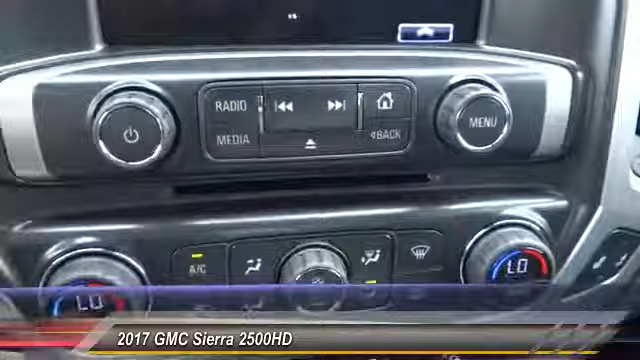 RADIO
MEDIA
BACK
MENU
A/C
LO
LO
2017 GMC Sierra 2500HD